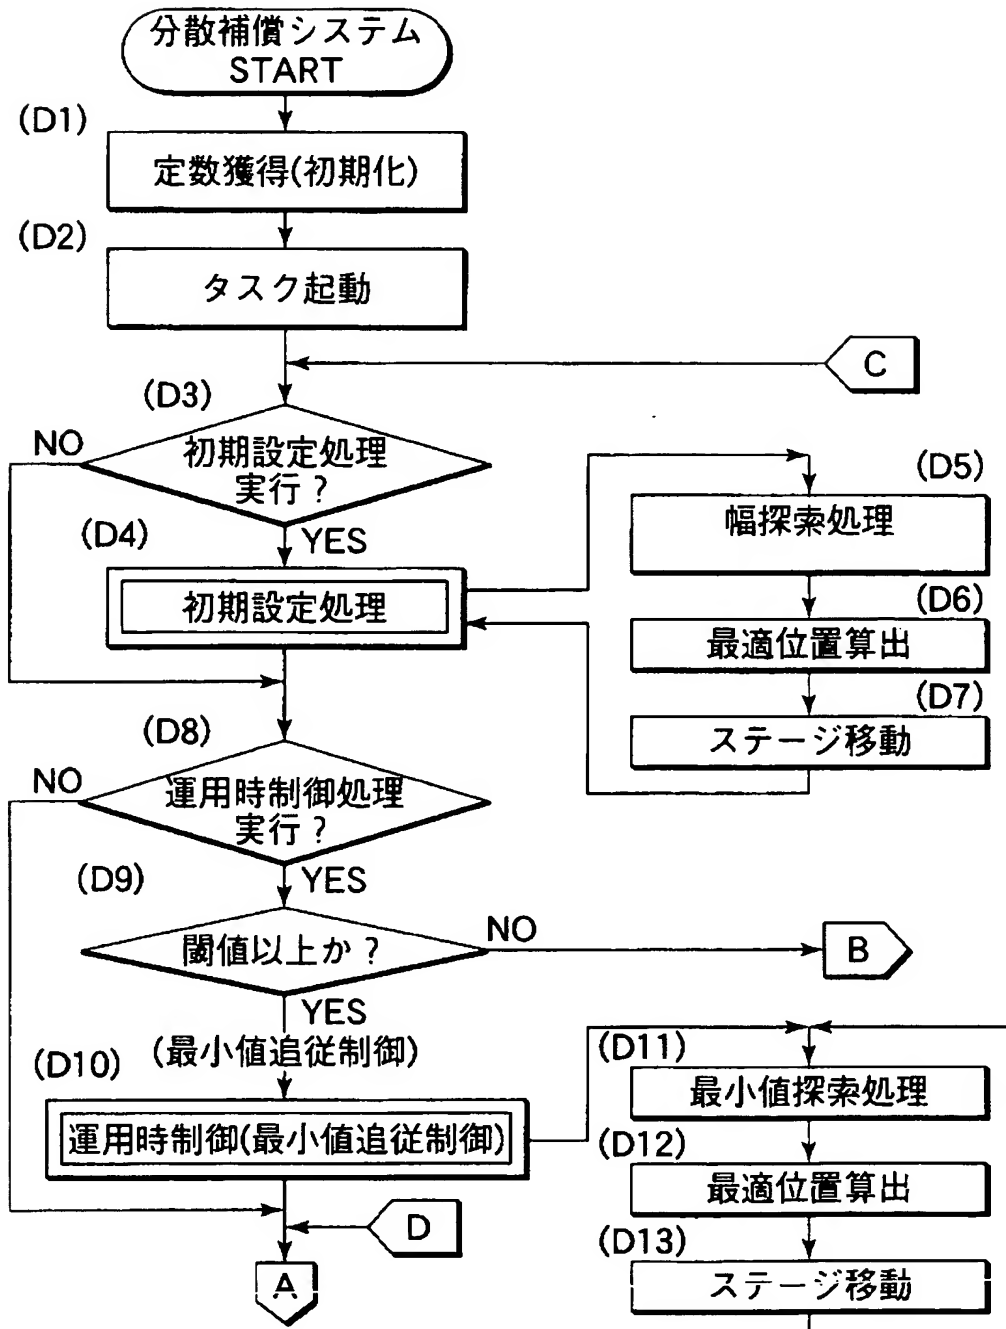 分散補償システム
START
(D1)
定数獲得(初期化)
(D2)
タスク起動
C
(D3)
NO
初期設定処理
実行？
YES
(D4)
初期設定処理
(D5)
幅探索処理
(D6)
最適位置算出
(D7)
ステージ移動
(D8)
NO
運用時制御処理
実行？
YES
(D9)
閾値以上か？
NO
B
YES
(最小値追従制御)
(D10)
運用時制御(最小値追従制御)
(D11)
最小値探索処理
(D12)
最適位置算出
(D13)
ステージ移動
D
A